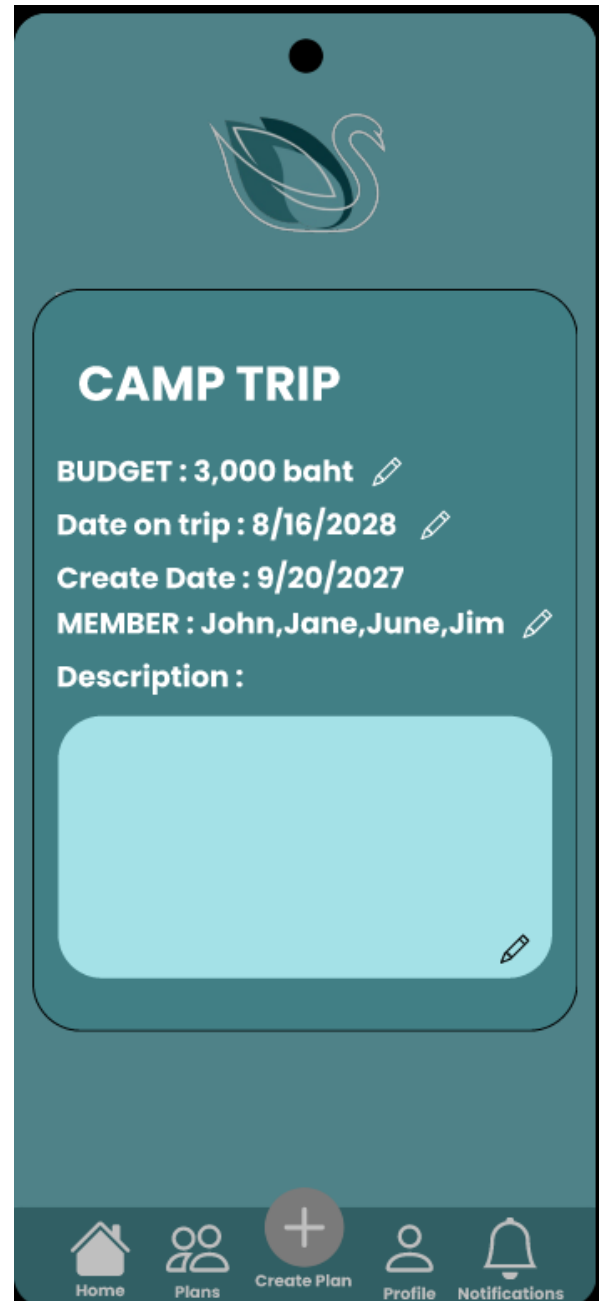 CAMP TRIP
BUDGET : 3,000 baht
Date on trip : 8/16/2028
Create Date : 9/20/2027
MEMBER : John,Jane,June,Jim
Description :
Home Plans Create Plan Profile Notifications